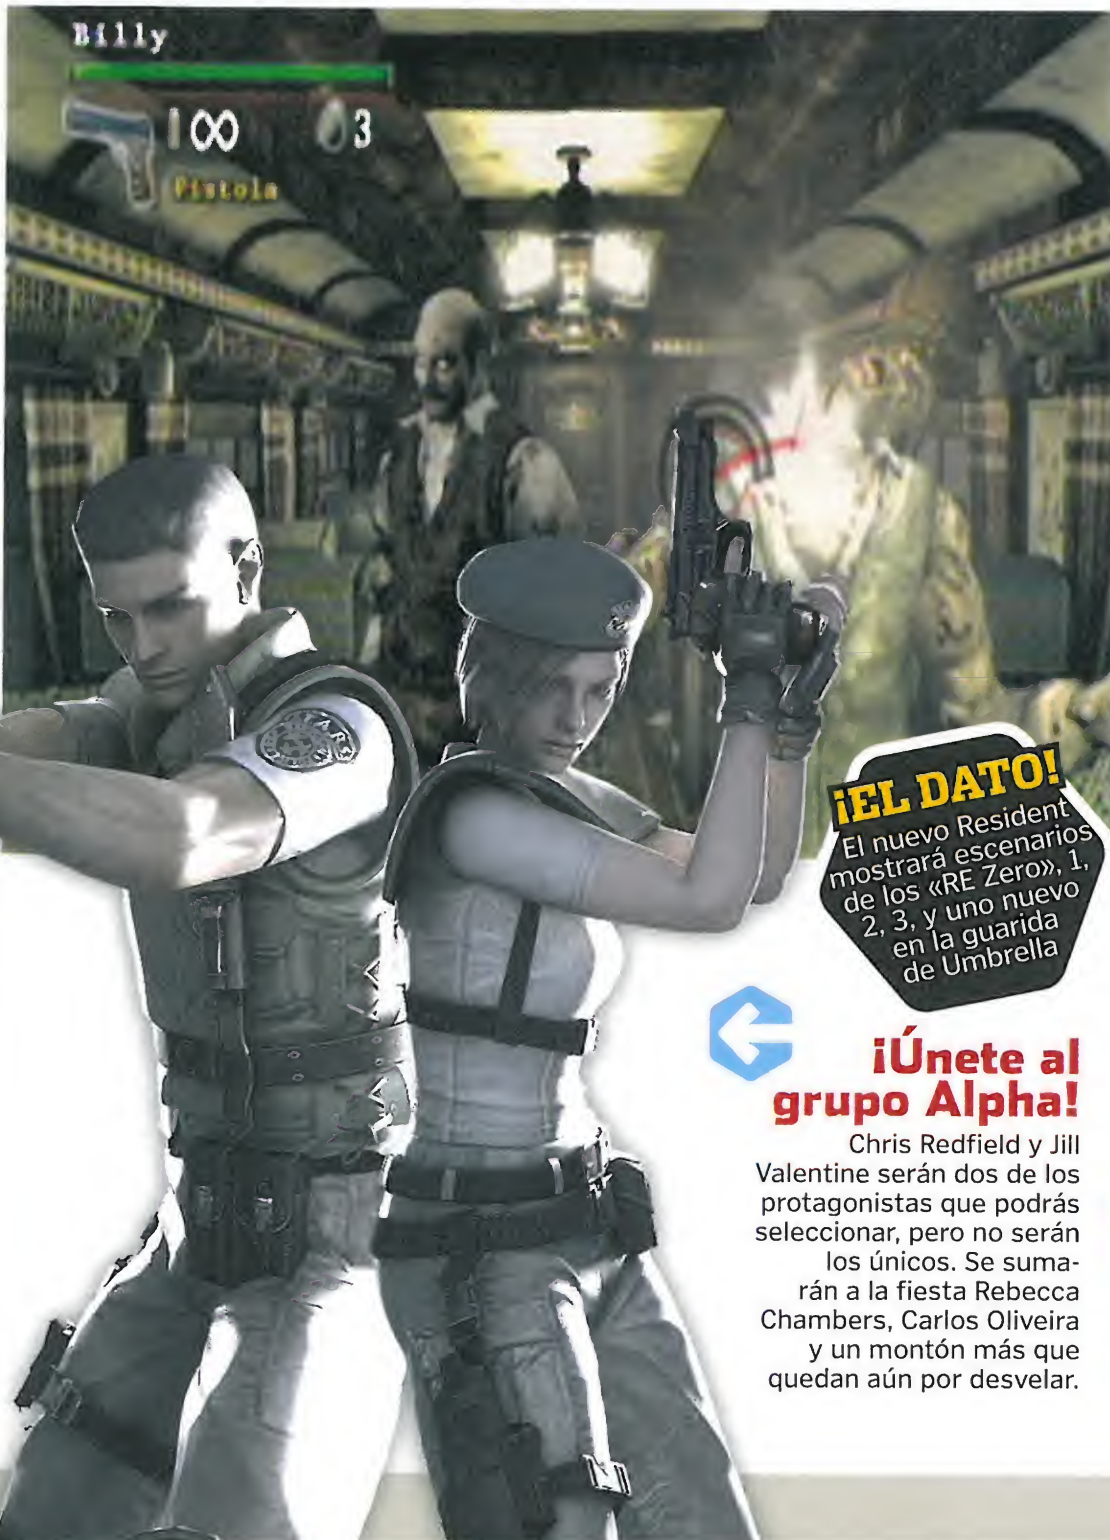 Billy
∞ 3
Pistola
¡EL DATO!
El nuevo Resident
mostrará escenarios
de los «RE Zero», 1,
2, 3, y uno nuevo
en la guarida
de Umbrella
¡Únete al
grupo Alpha!
Chris Redfield y Jill
Valentine serán dos de los
protagonistas que podrás
seleccionar, pero no serán
los únicos. Se suma-
rán a la fiesta Rebecca
Chambers, Carlos Oliveira
y un montón más que
quedan aún por desvelar.